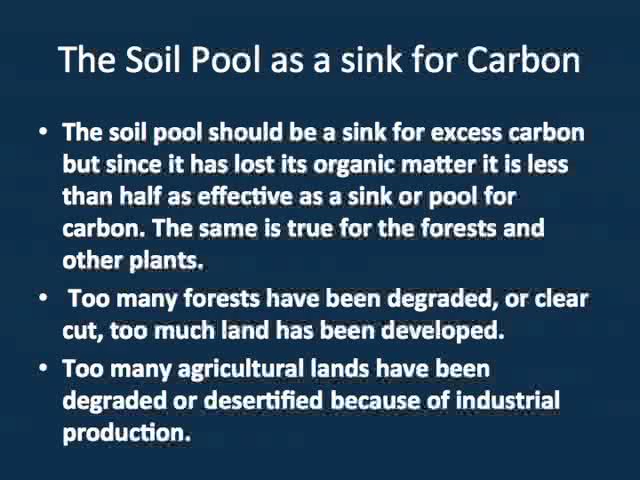 The Soil Pool as a sink for Carbon
• The soil pool should be a sink for excess carbon
but since it has lost its organic matter it is less
than half as effective as a sink or pool for
carbon. The same is true for the forests and
other plants.
• Too many forests have been degraded, or clear
cut, too much land has been developed.
• Too many agricultural lands have been
degraded or desertified because of industrial
production.